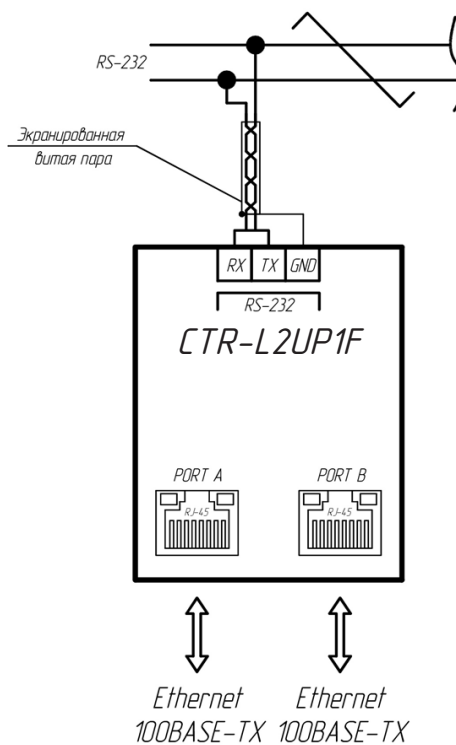 RS-232
Экранированная
витая пара
RX TX GND
RS-232
CTR-L2UP1F
PORT A PORT B
RJ-45 RJ-45
Ethernet Ethernet
100BASE-TX 100BASE-TX